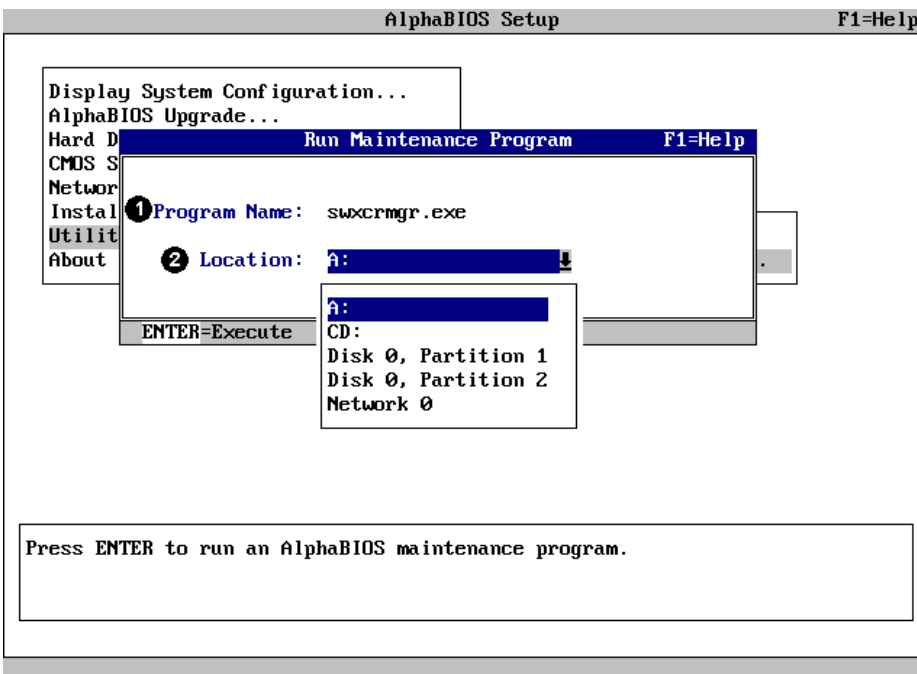 AlphaBIOS Setup F1=Help
Display System Configuration...
AlphaBIOS Upgrade...
Hard D
Run Maintenance Program F1=Help
CMOS S
Networ
Instal
1 Program Name: swxcrmgr.exe
Utilit
About
2 Location: A:
.
A:
ENTER=Execute
CD:
Disk 0, Partition 1
Disk 0, Partition 2
Network 0
Press ENTER to run an AlphaBIOS maintenance program.